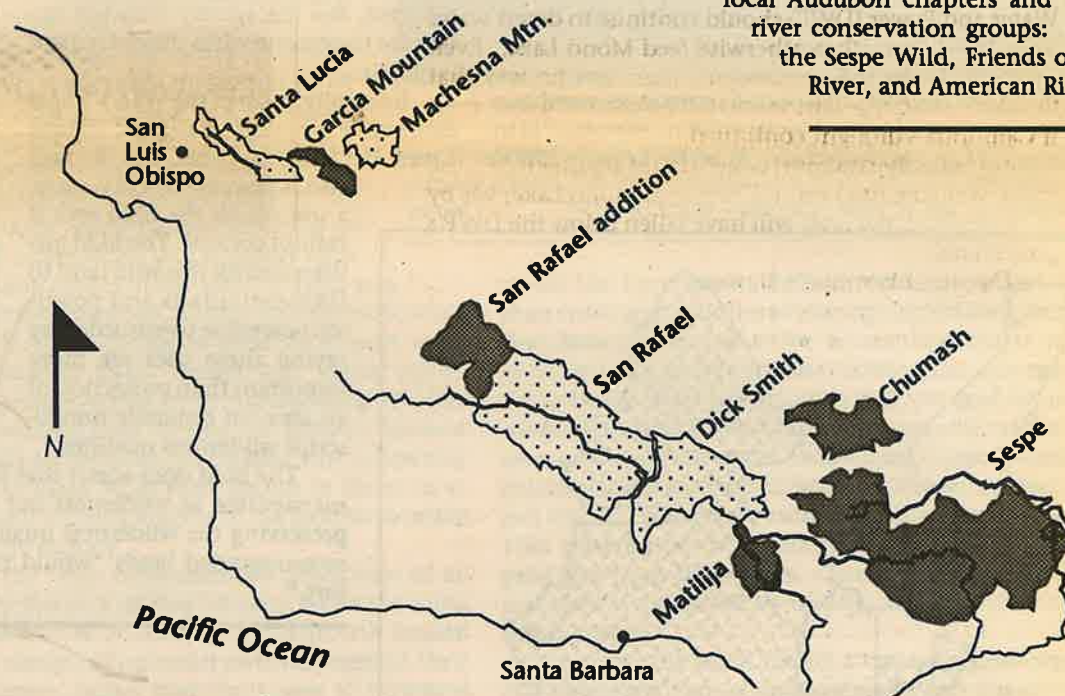 local Audubon chapters and
river conservation groups:
the Sespe Wild, Friends o
River, and American Ri
Santa Lucia
Garcia Mountain
Machesna Mtn.
San
Luis
Obispo
San Rafael addition
San Rafael
Dick Smith
Chumash
Sespe
N
Matilija
Pacific Ocean
Santa Barbara